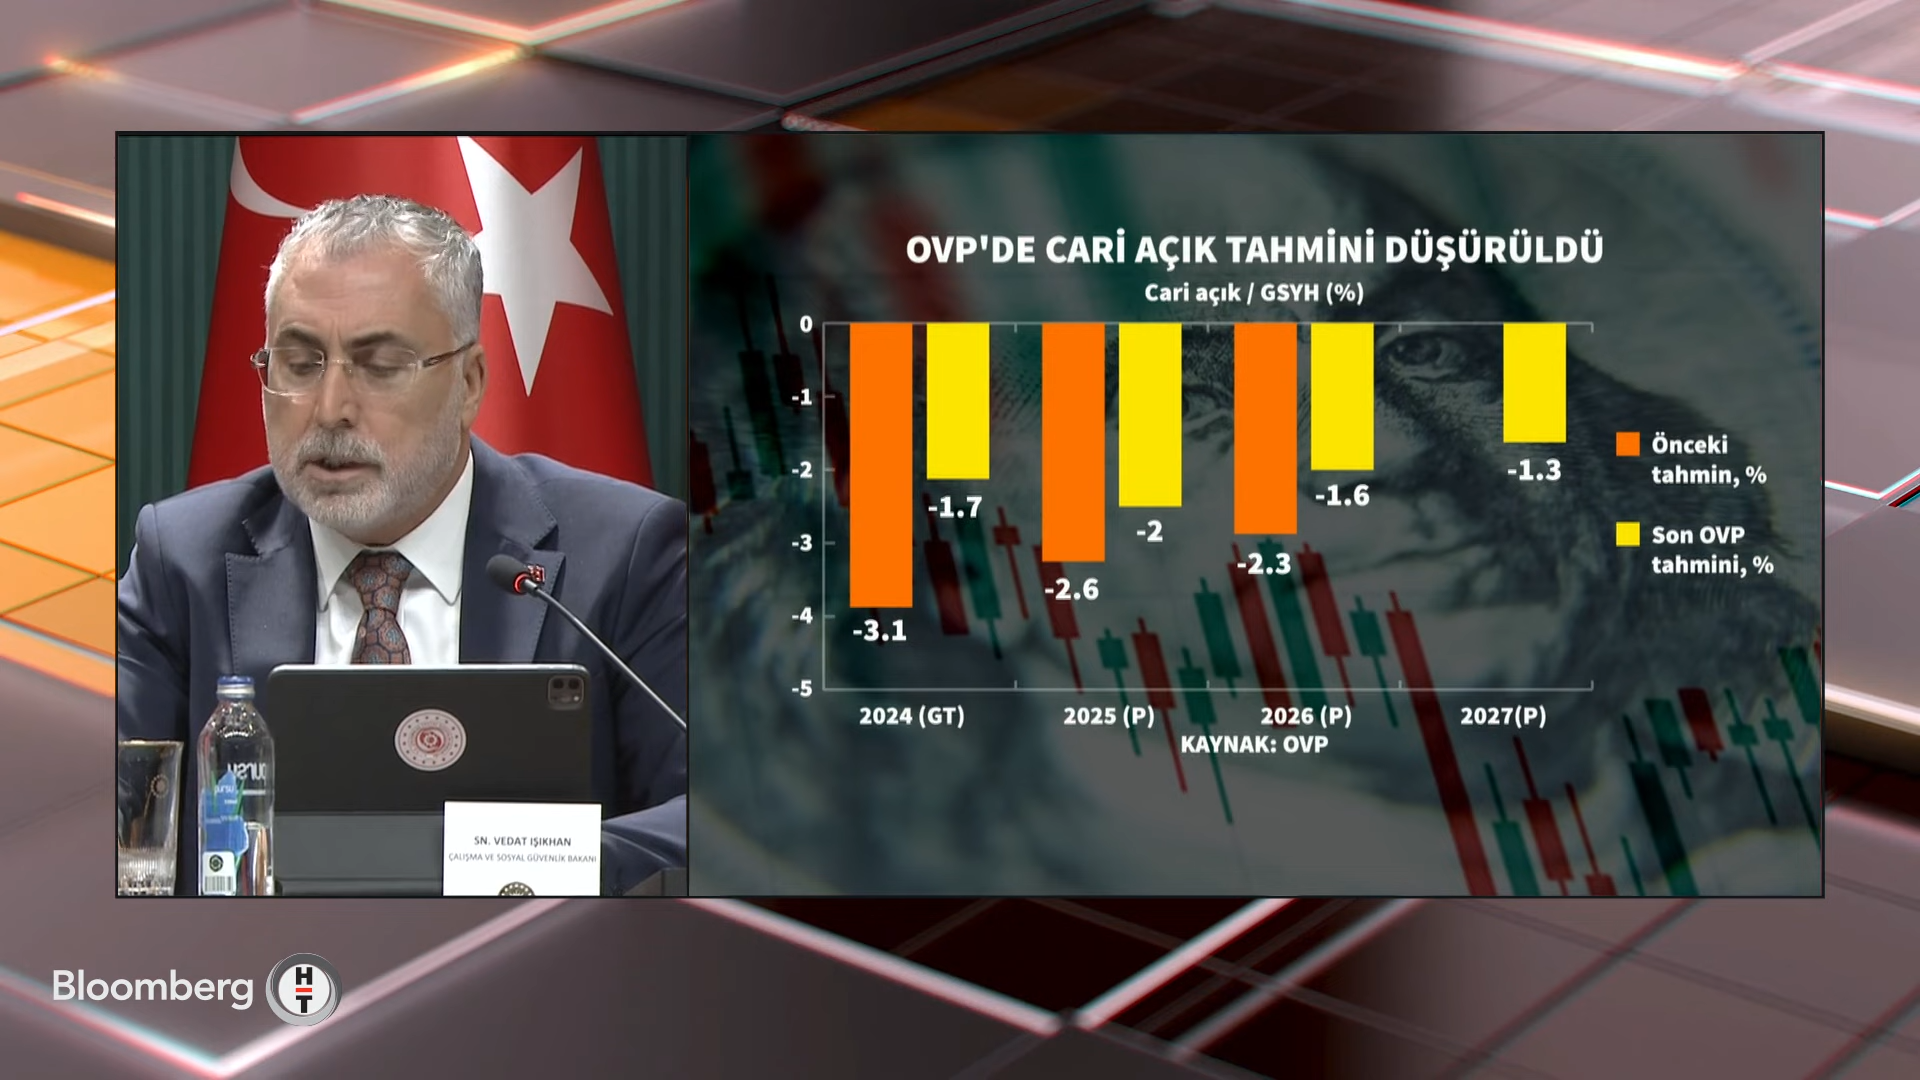 OVP'DE CARİ AÇIK TAHMİNİ DÜŞÜRÜLDÜ
Cari açık / GSYH (%)
0
-1
-2
-3
-4
-5
-3.1
-1.7
-2.6
-2
-2.3
-1.6
-1.3
2024 (GT)
2025 (P)
2026 (P)
2027(P)
KAYNAK: OVP
Önceki
tahmin, %
Son OVP
tahmini, %
SN. VEDAT IŞIKHAN
ÇALIŞMA VE SOSYAL GÜVENLİK BAKANI
Bloomberg HT